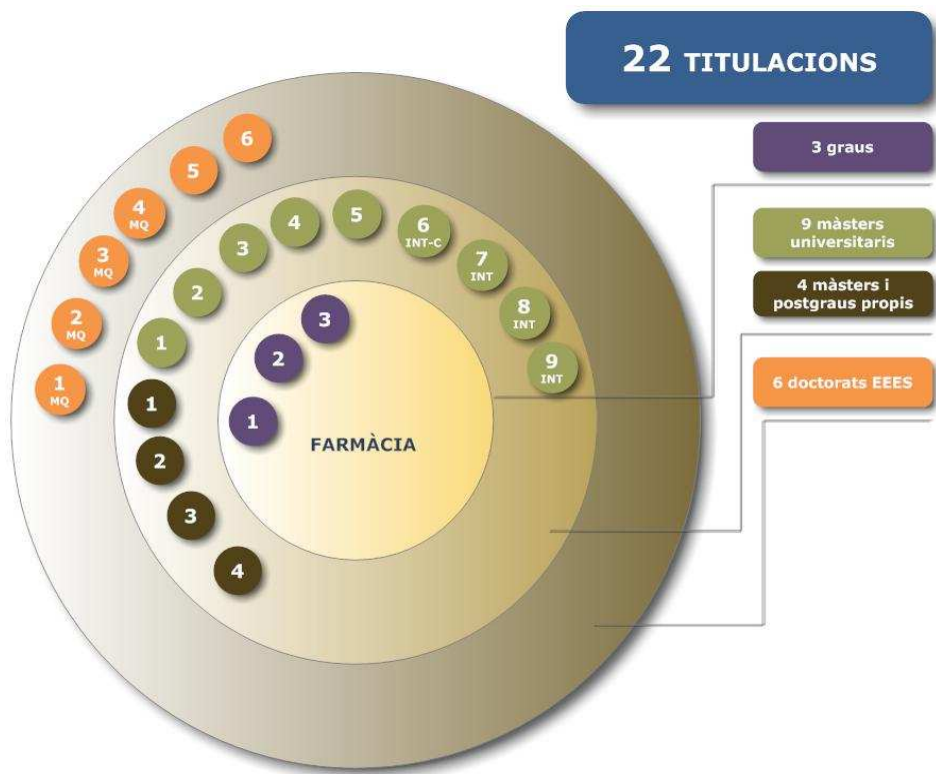 22 TITULACIONS
3 graus
9 màsters
universitaris
4 màsters i
postgraus propis
6 doctorats EEES
6
5
4
MQ
3
MQ
2
MQ
1
MQ
1
2
3
4
5
6
INT-C
7
INT
8
INT
9
INT
1
2
3
4
3
2
1
FARMÀCIA